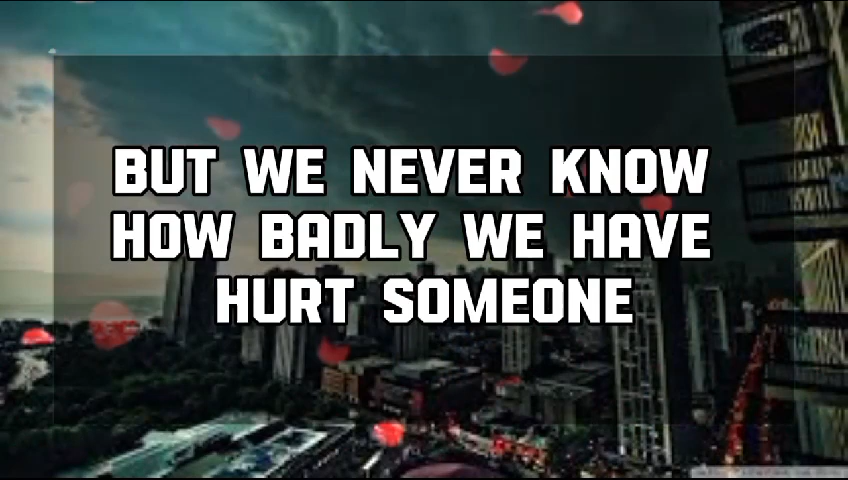 BUT WE NEVER KNOW
HOW BADLY WE HAVE
HURT SOMEONE